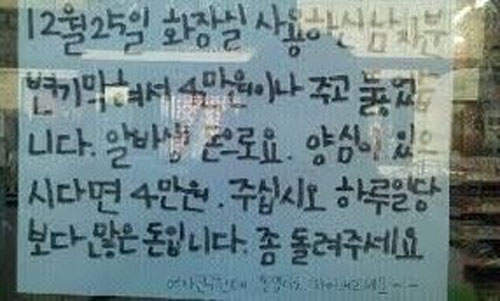 12월25일 화장실 사용하신 남자분
변기막혀서 4만원이나 주고 뚫었습
니다. 알바생 돈으로요. 양심이 있으
시다면 4만원. 주십시오 하루일당
보다 많은 돈입니다. 좀 돌려주세요